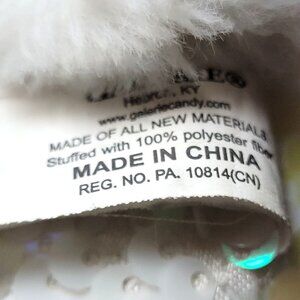 Hebron, KY
www.galeriecandy.com
MADE OF ALL NEW MATERIALS
Stuffed with 100% polyester fiber
MADE IN CHINA
REG. NO. PA. 10814(CN)